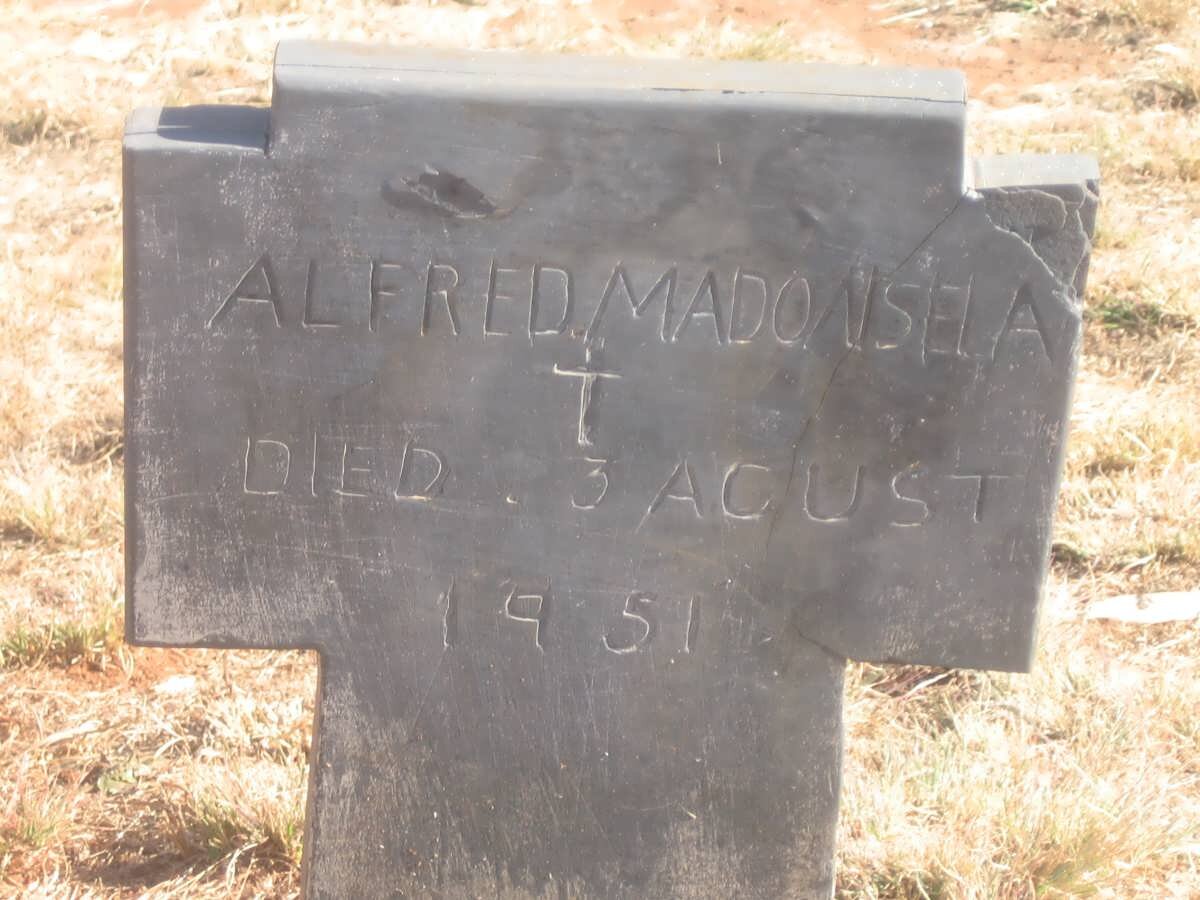 ALFRED MADONSELA
DIED . 3 AGUST
1951